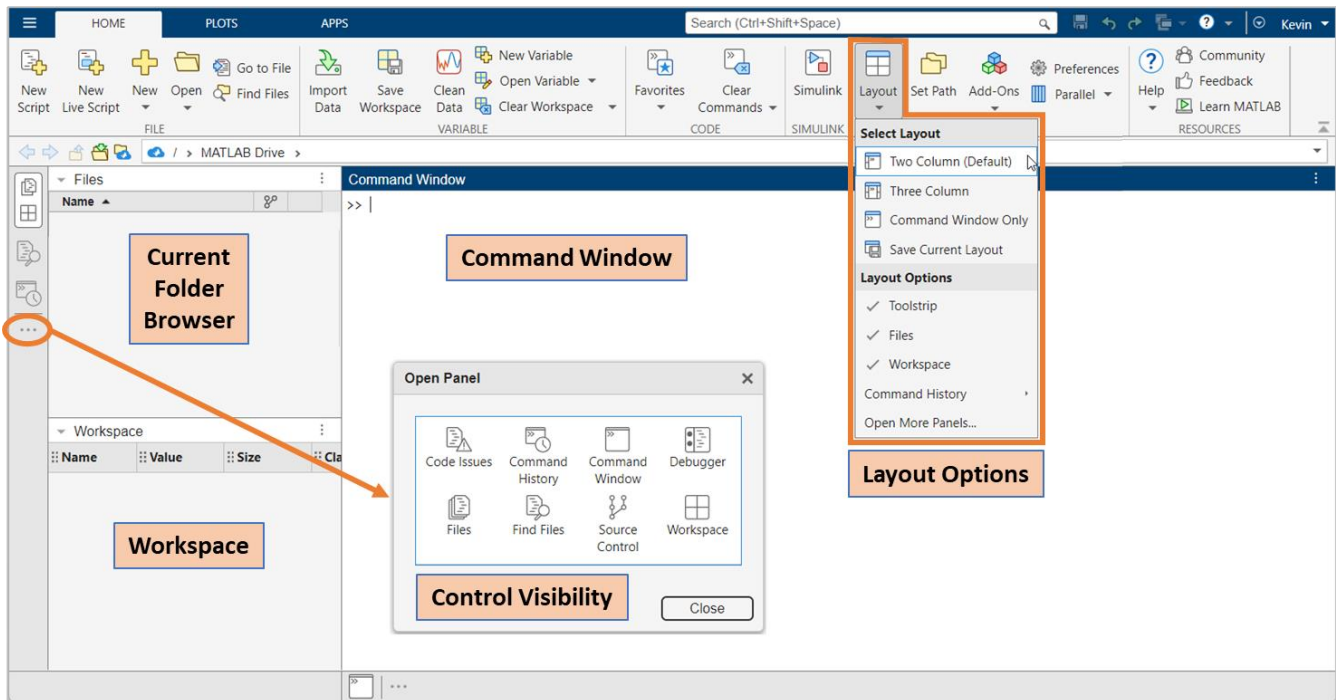 HOME PLOTS APPS Search (Ctrl+Shift+Space) Kevin
New Script
New Live Script
New
Open
Go to File
Find Files
FILE
Import Data
Save Workspace
Clean Data
New Variable
Open Variable
Clear Workspace
VARIABLE
Favorites
Clear Commands
CODE
Simulink
SIMULINK
Layout
Set Path
Add-Ons
Preferences
Parallel
?
Help
Community
Feedback
Learn MATLAB
RESOURCES
/ › MATLAB Drive ›
Files
Name
Current
Folder
Browser
Workspace
Name Value Size Cla
Workspace
Command Window
>>
Command Window
Select Layout
Two Column (Default)
Three Column
Command Window Only
Save Current Layout
Layout Options
Toolstrip
Files
Workspace
Command History
Open More Panels...
Layout Options
Open Panel
Code Issues
Command
History
Command
Window
Debugger
Files
Find Files
Source
Control
Workspace
Control Visibility
Close